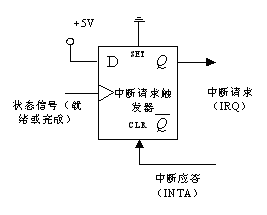 +5V
SET
D
Q
状态信号（就
绪或完成）
中断请求触
发器
中断请求
(IRQ)
CLR
Q̅
中断应答
(INTA)